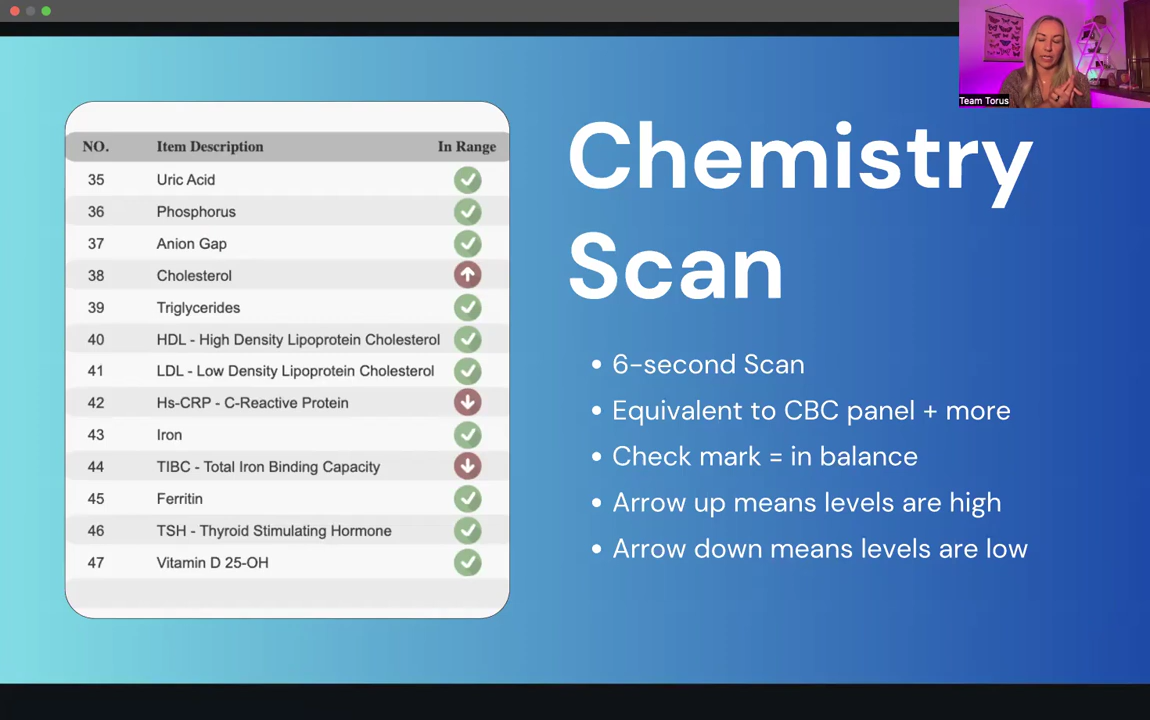 Team Torus
NO. Item Description In Range
35 Uric Acid
36 Phosphorus
37 Anion Gap
38 Cholesterol
39 Triglycerides
40 HDL - High Density Lipoprotein Cholesterol
41 LDL - Low Density Lipoprotein Cholesterol
42 Hs-CRP - C-Reactive Protein
43 Iron
44 TIBC - Total Iron Binding Capacity
45 Ferritin
46 TSH - Thyroid Stimulating Hormone
47 Vitamin D 25-OH
Chemistry
Scan
• 6-second Scan
• Equivalent to CBC panel + more
• Check mark = in balance
• Arrow up means levels are high
• Arrow down means levels are low